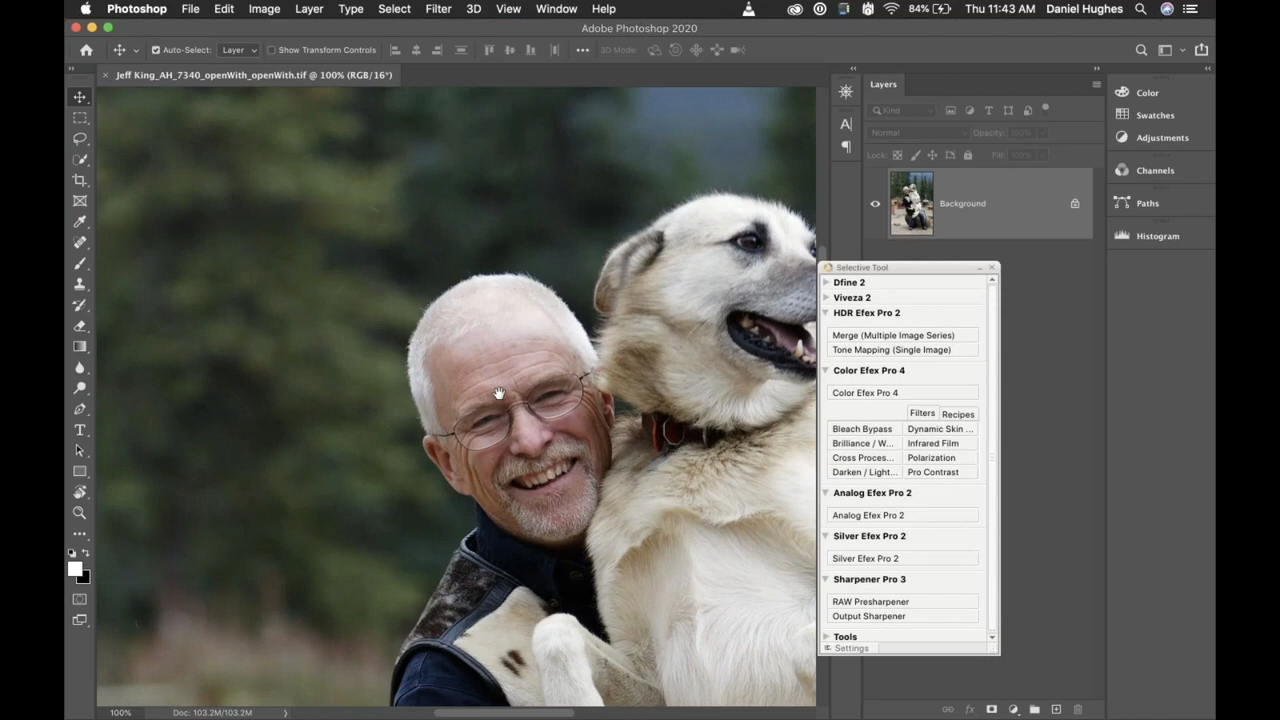 Photoshop File Edit Image Layer Type Select Filter 3D View Window Help 84% Thu 11:43 AM Daniel Hughes
Adobe Photoshop 2020
Auto-Select: Layer Show Transform Controls 3D Mode:
Jeff King_AH_7340_openWith_openWith.tif @ 100% (RGB/16*)
Layers
Kind
Normal Opacity: 100%
Lock: Fill: 100%
Background
Color
Swatches
Adjustments
Channels
Paths
Histogram
Selective Tool
Dfine 2
Viveza 2
HDR Efex Pro 2
Merge (Multiple Image Series)
Tone Mapping (Single Image)
Color Efex Pro 4
Color Efex Pro 4
Filters Recipes
Bleach Bypass Dynamic Skin ...
Brilliance / W... Infrared Film
Cross Proces... Polarization
Darken / Light... Pro Contrast
Analog Efex Pro 2
Analog Efex Pro 2
Silver Efex Pro 2
Silver Efex Pro 2
Sharpener Pro 3
RAW Presharpener
Output Sharpener
Tools
Settings
100% Doc: 103.2M/103.2M